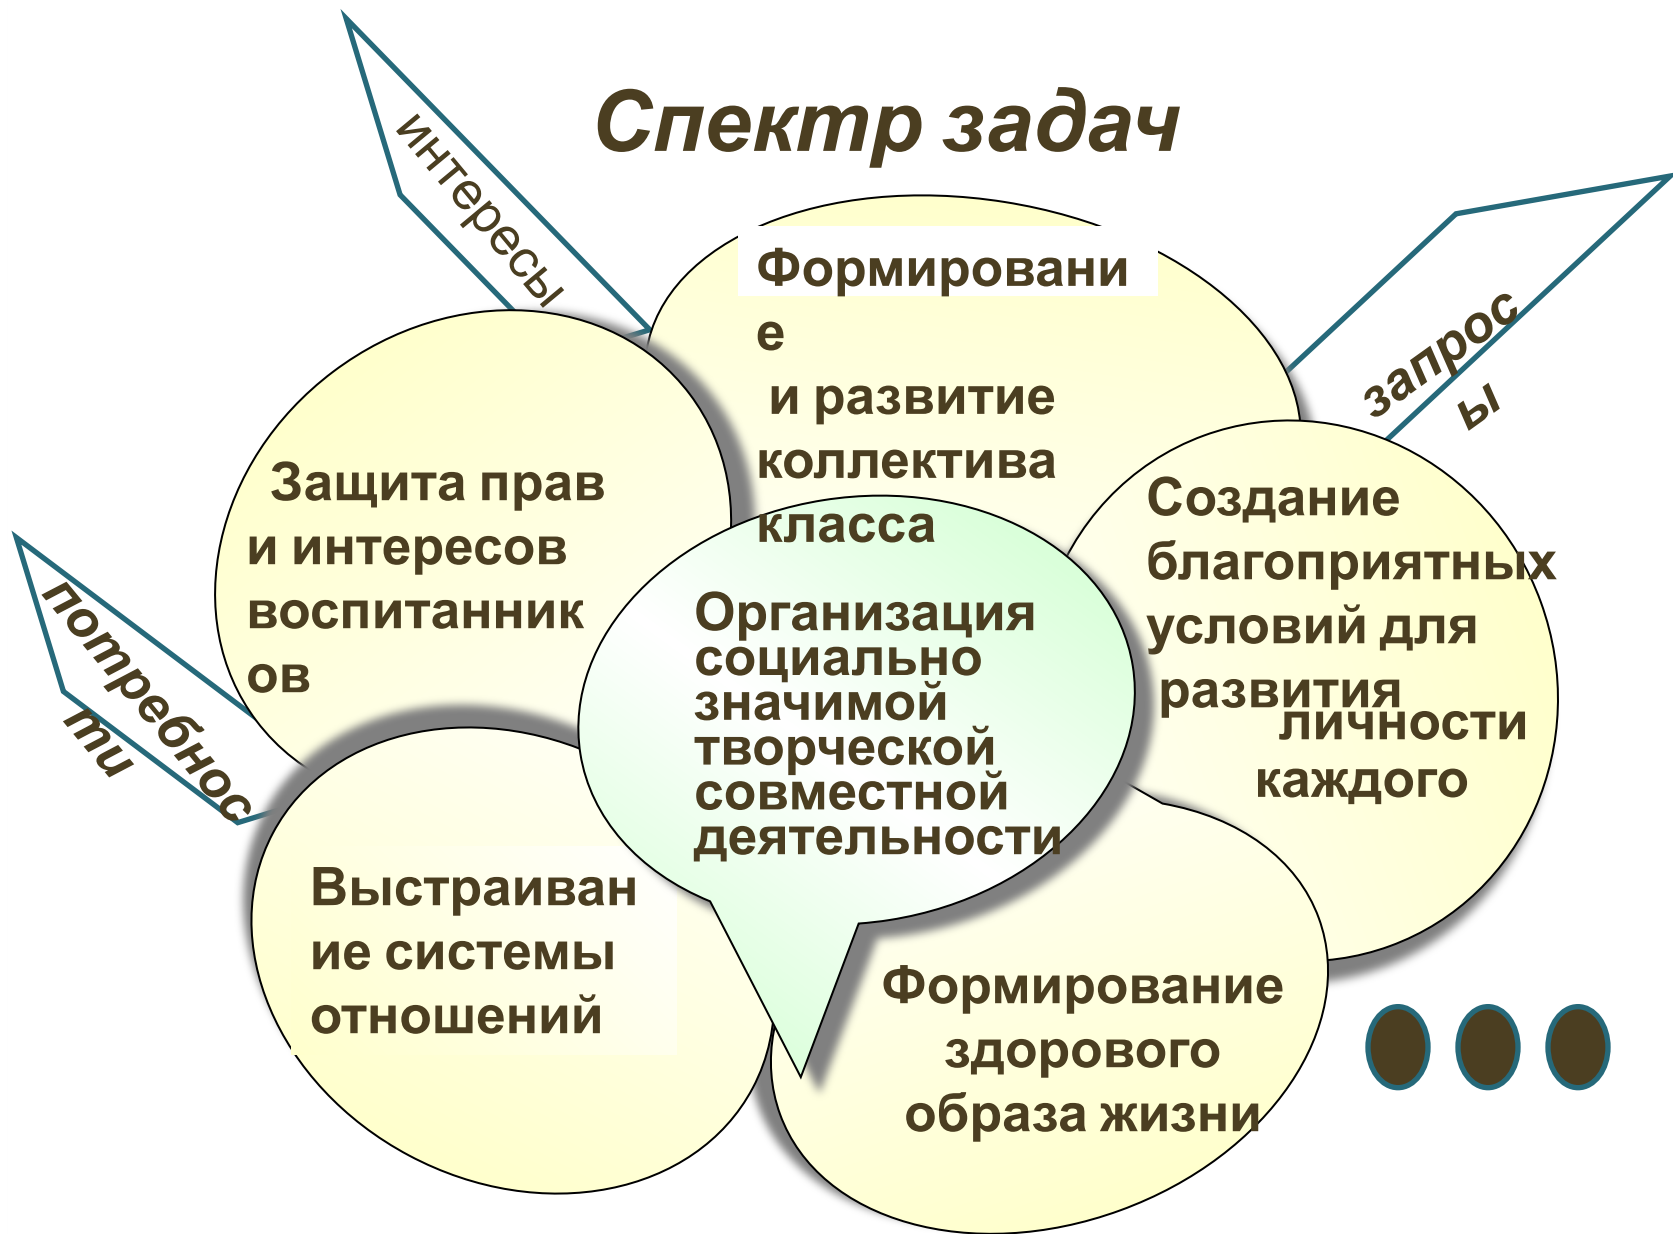 Спектр задач
интересы
Формировани
е
и развитие
коллектива
класса
запрос
ы
Защита прав
и интересов
воспитанник
ов
Создание
благоприятных
условий для
развития
личности
каждого
потребнос
ти
Организация
социально
значимой
творческой
совместной
деятельности
Выстраиван
ие системы
отношений
Формирование
здорового
образа жизни